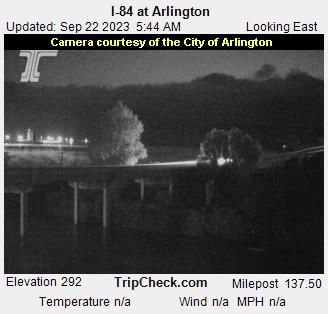 I-84 at Arlington
Updated: Sep 22 2023 5:44 AM Looking East
Camera courtesy of the City of Arlington
Elevation 292 TripCheck.com Milepost 137.50
Temperature n/a Wind n/a MPH n/a